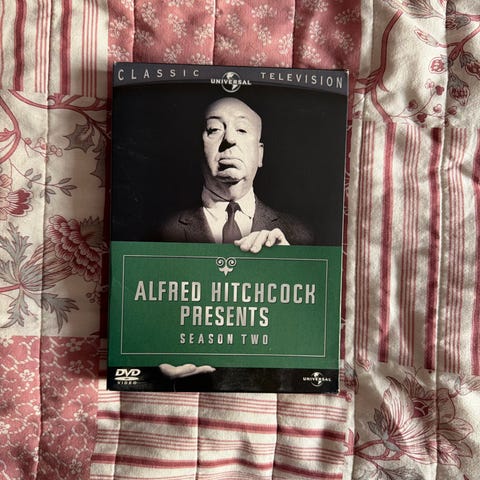 CLASSIC UNIVERSAL TELEVISION
ALFRED HITCHCOCK
PRESENTS
SEASON TWO
DVD
VIDEO
UNIVERSAL